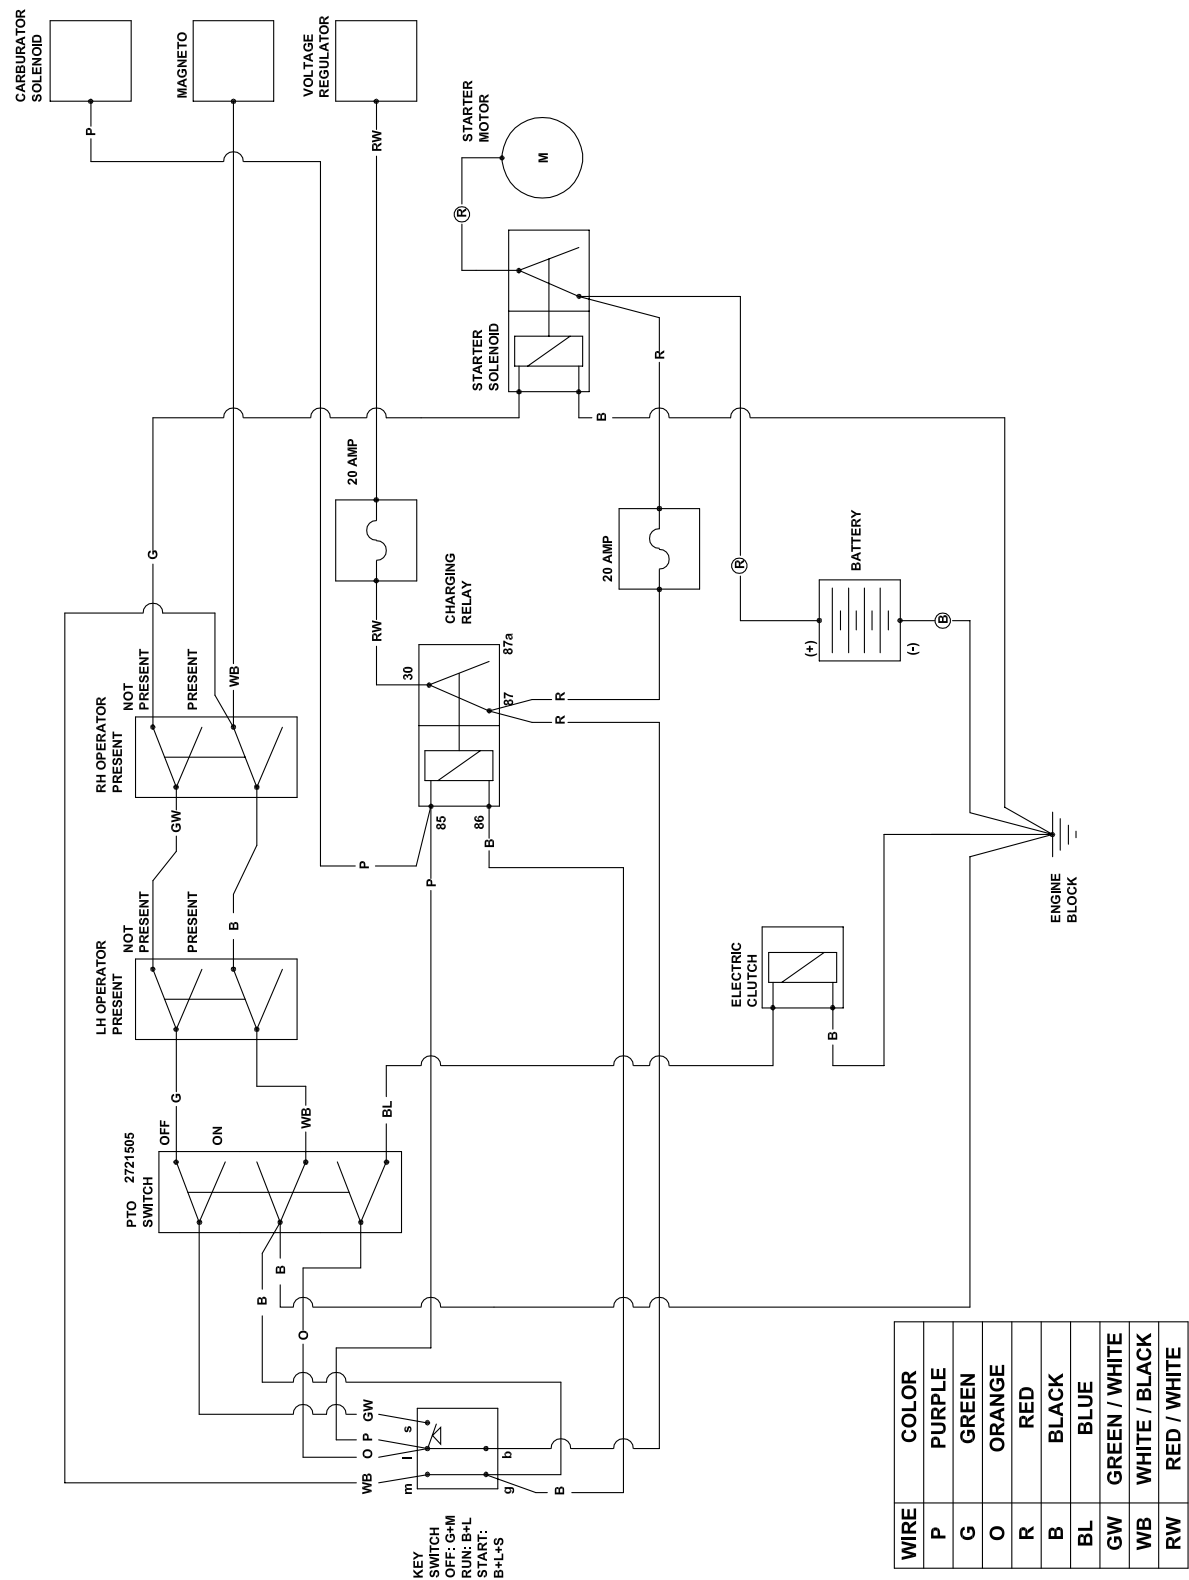 CARBURATOR
SOLENOID
MAGNETO
VOLTAGE
REGULATOR
STARTER
MOTOR
M
P
RW
R
STARTER
SOLENOID
R
B
20 AMP
G
20 AMP
R
BATTERY
(+)
(-)
B
CHARGING
RELAY
RW
30
87a
87
R
R
NOT
PRESENT
PRESENT
WB
RH OPERATOR
PRESENT
GW
85
86
B
P
P
NOT
PRESENT
PRESENT
B
LH OPERATOR
PRESENT
ENGINE
BLOCK
ELECTRIC
CLUTCH
B
G
WB
BL
OFF
ON
PTO 2721505
SWITCH
B
B
O
GW
P
O
WB
s
l
m
b
g
B
KEY
SWITCH
OFF: G+M
RUN: B+L
START:
B+L+S
WIRE COLOR
P PURPLE
G GREEN
O ORANGE
R RED
B BLACK
BL BLUE
GW GREEN / WHITE
WB WHITE / BLACK
RW RED / WHITE